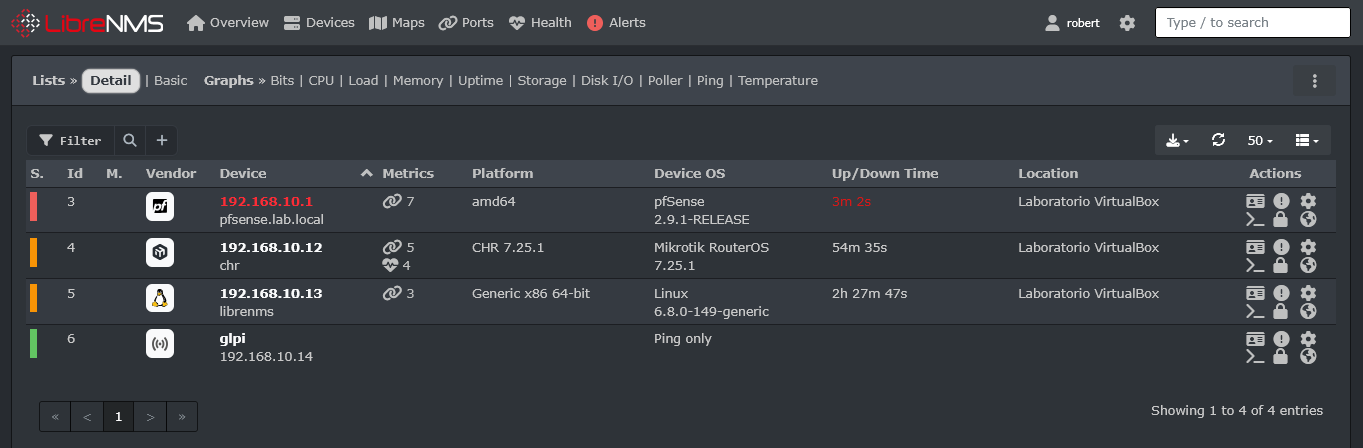 LibreNMS Overview Devices Maps Ports Health Alerts robert Type / to search
Lists » Detail | Basic Graphs » Bits | CPU | Load | Memory | Uptime | Storage | Disk I/O | Poller | Ping | Temperature
Filter 50
S. Id M. Vendor Device Metrics Platform Device OS Up/Down Time Location Actions
3 pf 192.168.10.1 7 amd64 pfSense 3m 2s Laboratorio VirtualBox
pfsense.lab.local 2.9.1-RELEASE
4 192.168.10.12 5 CHR 7.25.1 Mikrotik RouterOS 54m 35s Laboratorio VirtualBox
chr 4 7.25.1
5 192.168.10.13 3 Generic x86 64-bit Linux 2h 27m 47s Laboratorio VirtualBox
librenms 6.8.0-149-generic
6 glpi Ping only
192.168.10.14
« < 1 > » Showing 1 to 4 of 4 entries